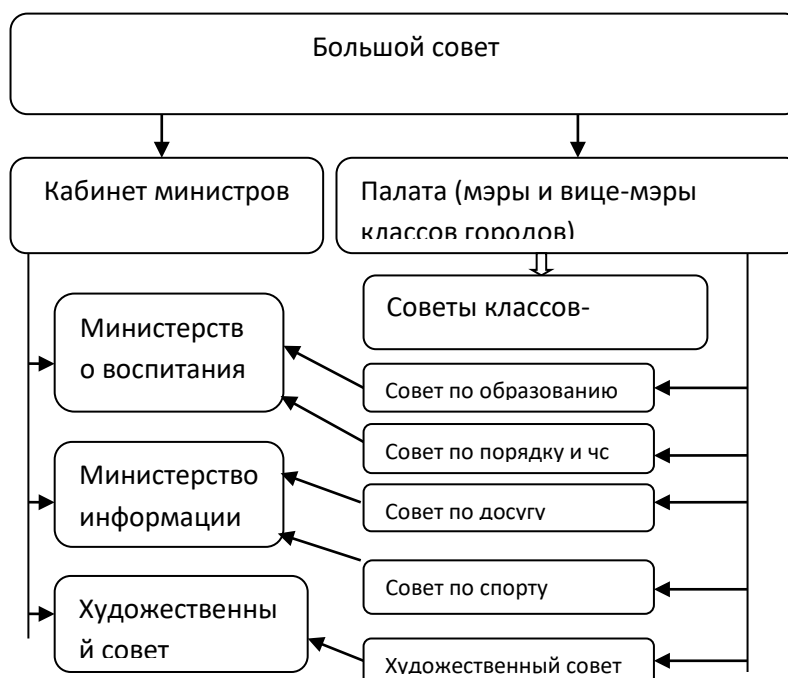 Большой совет
Кабинет министров
Палата (мэры и вице-мэры
классов городов)
Советы классов-
Министерств
о воспитания
Совет по образованию
Совет по порядку и чс
Министерство
информации
Совет по досугу
Совет по спорту
Художественны
й совет
Художественный совет